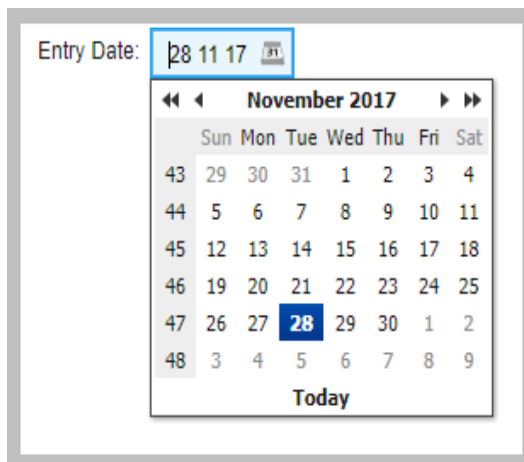 Entry Date: 28 11 17 31
November 2017
Sun Mon Tue Wed Thu Fri Sat
43 29 30 31 1 2 3 4
44 5 6 7 8 9 10 11
45 12 13 14 15 16 17 18
46 19 20 21 22 23 24 25
47 26 27 28 29 30 1 2
48 3 4 5 6 7 8 9
Today